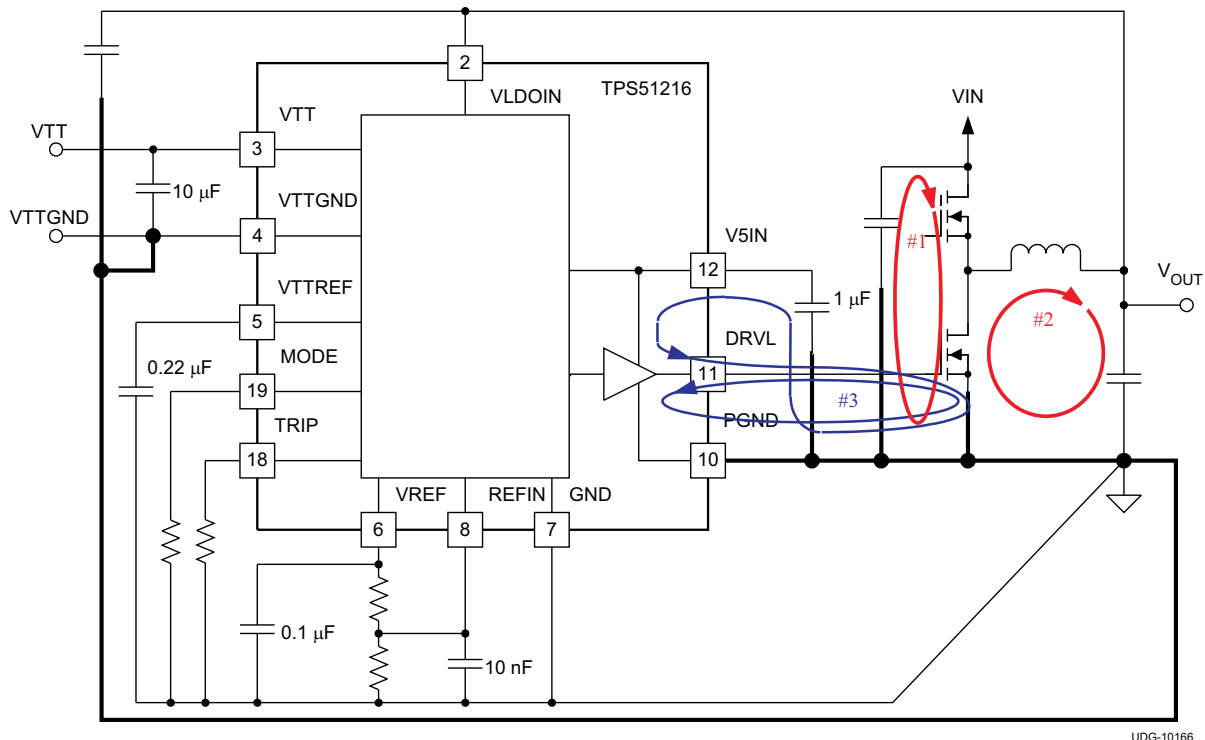 2
TPS51216
VLDOIN
VIN
VTT
VTT
3
10 µF
VTTGND
VTTGND
4
V5IN
#1
12
VOUT
VTTREF
1 µF
5
#2
DRVL
MODE
0.22 µF
11
19
#3
TRIP
PGND
18
10
VREF
REFIN
GND
6
8
7
0.1 µF
10 nF
UDG-10166